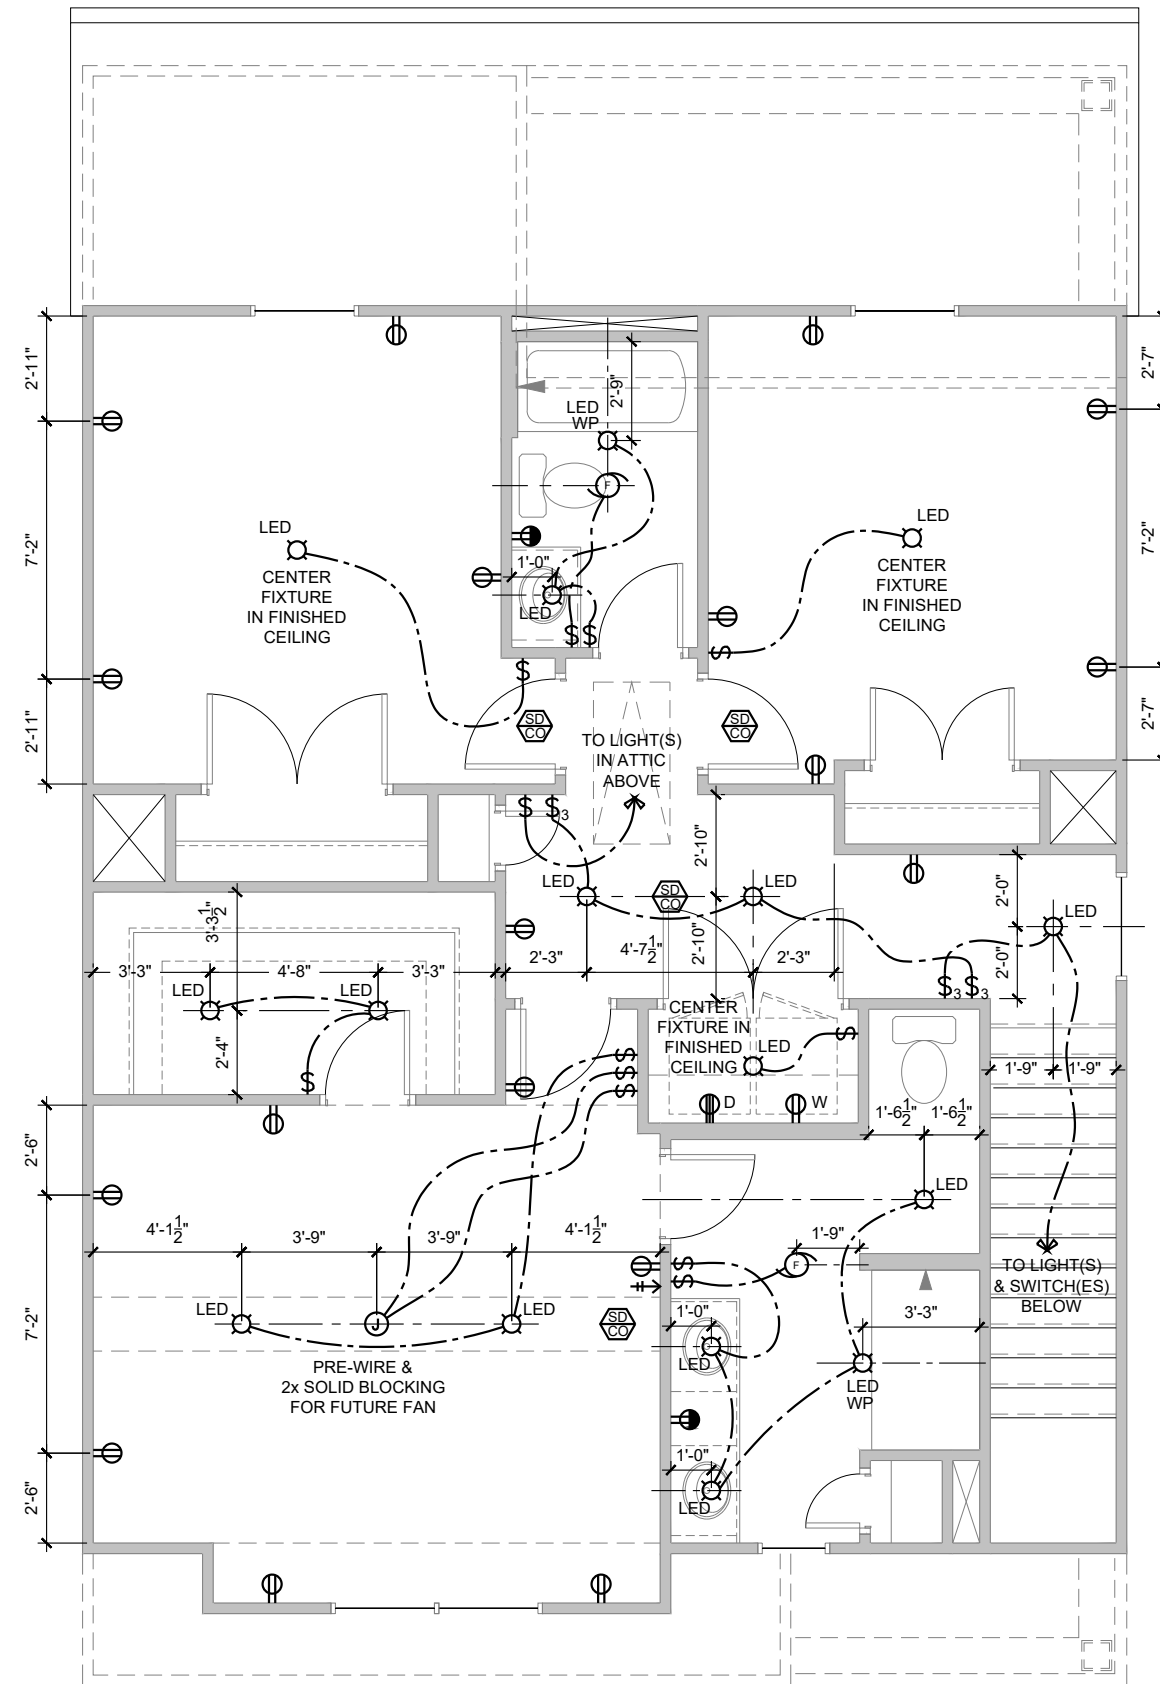 2'-11"
2'-7"
2'-9"
LED
WP
F
7'-2"
LED
CENTER
FIXTURE
IN FINISHED
CEILING
1'-0"
LED
$
$
LED
CENTER
FIXTURE
IN FINISHED
CEILING
$
7'-2"
$
2'-11"
SD
CO
TO LIGHT(S)
IN ATTIC
ABOVE
SD
CO
2'-7"
$
$3
2'-10"
LED
SD
CO
LED
2'-0"
LED
3'-3 1/2"
2'-10"
2'-0"
3'-3"
4'-8"
3'-3"
2'-3"
4'-7 1/2"
2'-3"
LED
LED
$3
$3
2'-4"
$
CENTER
FIXTURE IN
FINISHED
CEILING
LED
$
$
$
$
1'-9"
1'-9"
D
W
1'-6 1/2"
1'-6 1/2"
2'-6"
LED
4'-1 1/2"
3'-9"
3'-9"
4'-1 1/2"
1'-9"
$
$
F
TO LIGHT(S)
& SWITCH(ES)
BELOW
7'-2"
LED
J
LED
SD
CO
1'-0"
3'-3"
PRE-WIRE &
2x SOLID BLOCKING
FOR FUTURE FAN
LED
LED
WP
1'-0"
LED
2'-6"